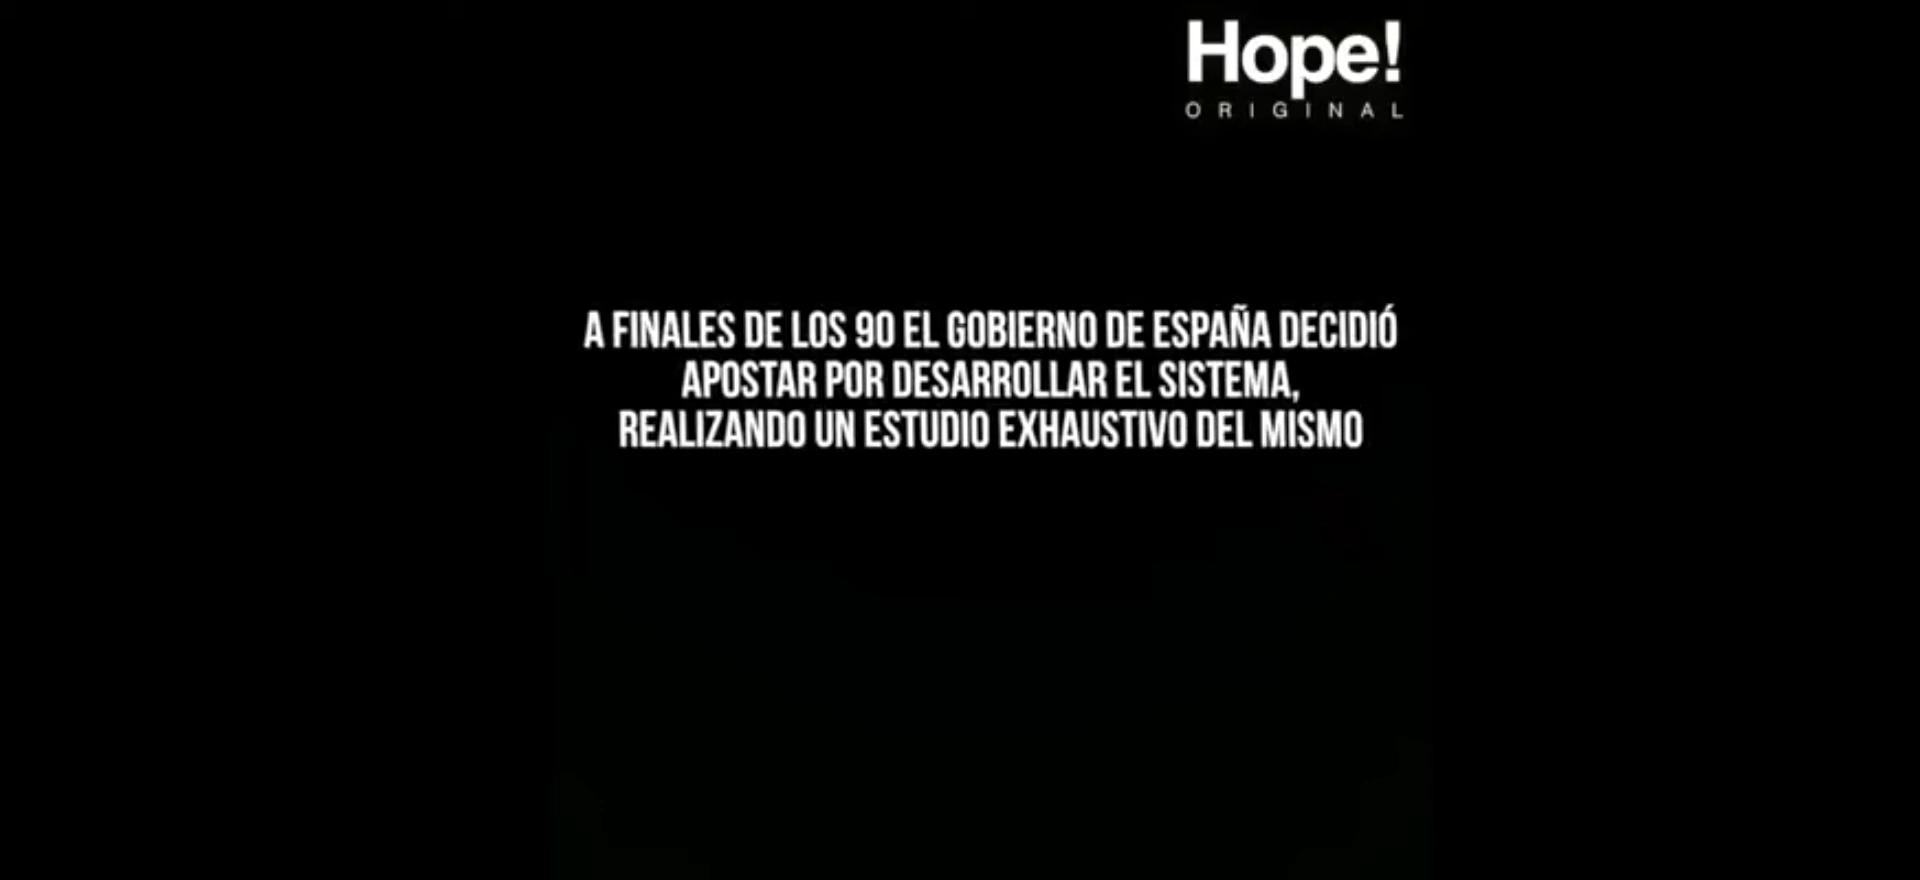 Hope!
ORIGINAL
A FINALES DE LOS 90 EL GOBIERNO DE ESPAÑA DECIDIÓ
APOSTAR POR DESARROLLAR EL SISTEMA,
REALIZANDO UN ESTUDIO EXHAUSTIVO DEL MISMO